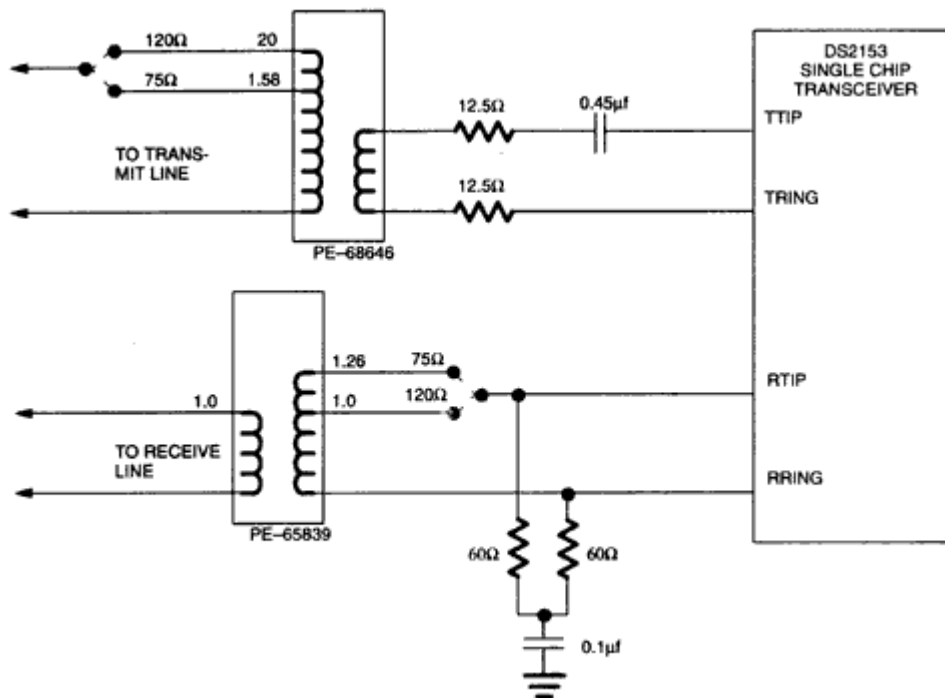 120Ω
20
75Ω
1.58
TO TRANS-
MIT LINE
PE–68646
12.5Ω
0.45µf
12.5Ω
DS2153
SINGLE CHIP
TRANSCEIVER
TTIP
TRING
1.26
75Ω
1.0
1.0
120Ω
TO RECEIVE
LINE
PE–65839
RTIP
RRING
60Ω
60Ω
0.1µf